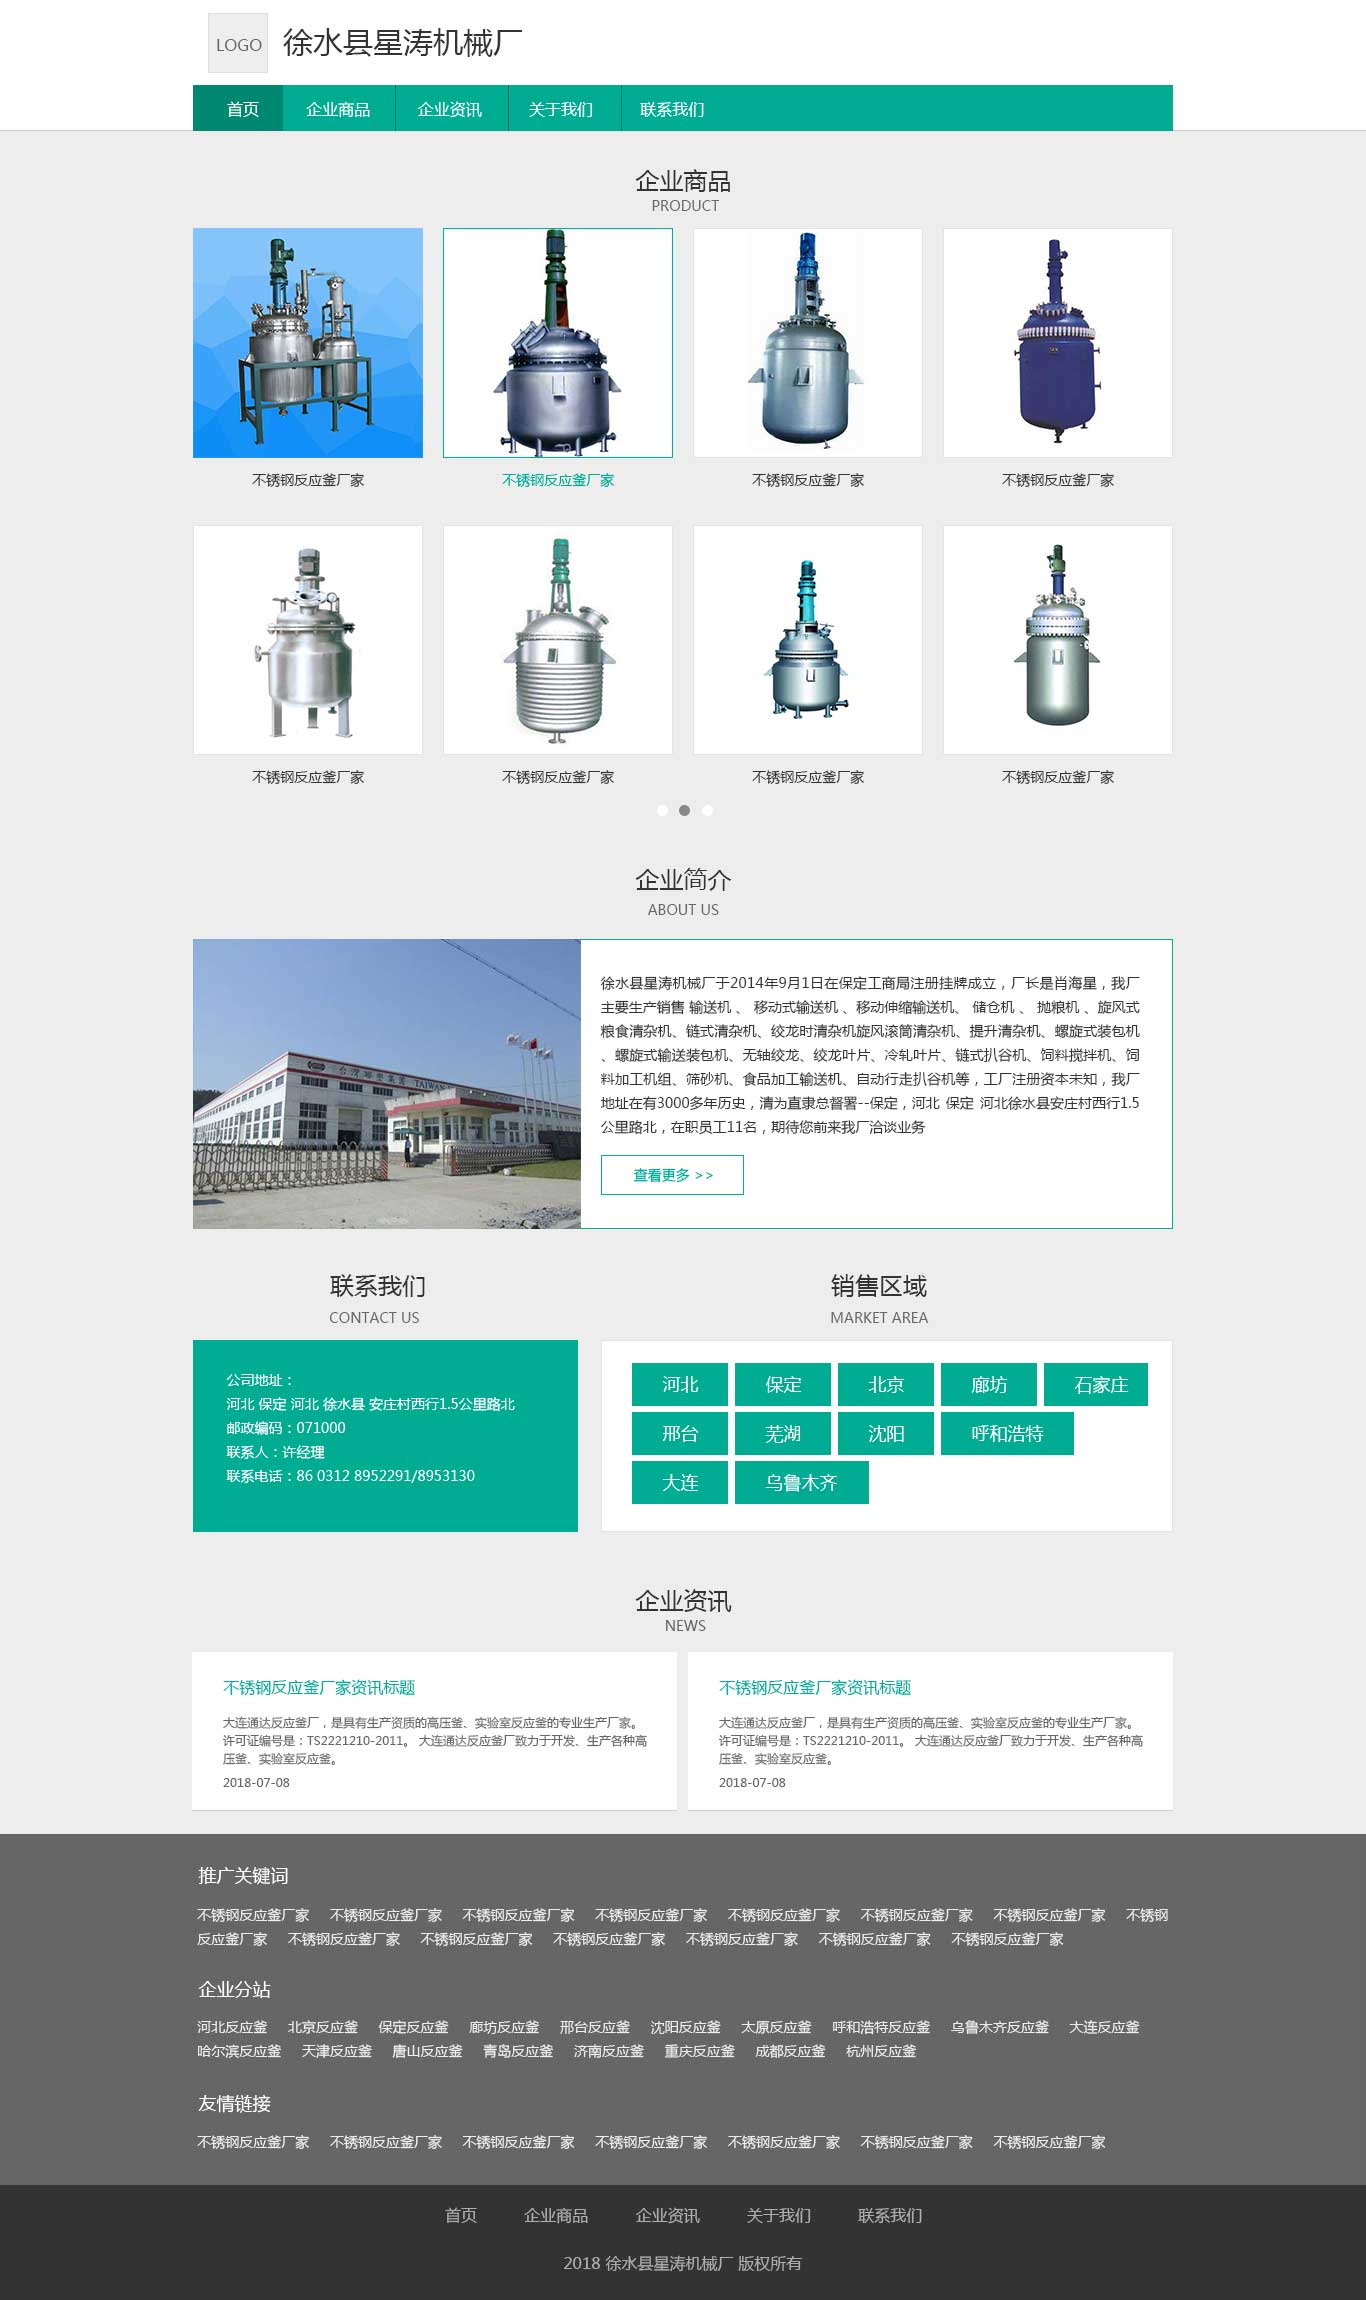 LOGO
徐水县星涛机械厂
首页 企业商品 企业资讯 关于我们 联系我们
企业商品
PRODUCT
不锈钢反应釜厂家 不锈钢反应釜厂家 不锈钢反应釜厂家 不锈钢反应釜厂家
不锈钢反应釜厂家 不锈钢反应釜厂家 不锈钢反应釜厂家 不锈钢反应釜厂家
企业简介
ABOUT US
台湾 集团 TAIWAN
徐水县星涛机械厂于2014年9月1日在保定工商局注册挂牌成立，厂长是肖海星，我厂
主要生产销售 输送机 、 移动式输送机 、移动伸缩输送机、 储仓机 、 抛粮机 、旋风式
粮食清杂机、链式清杂机、绞龙时清杂机旋风滚筒清杂机、提升清杂机、螺旋式装包机
、螺旋式输送装包机、无轴绞龙、绞龙叶片、冷轧叶片、链式扒谷机、饲料搅拌机、饲
料加工机组、筛砂机、食品加工输送机、自动行走扒谷机等，工厂注册资本未知，我厂
地址在有3000多年历史，清为直隶总督署--保定，河北 保定 河北徐水县安庄村西行1.5
公里路北，在职员工11名，期待您前来我厂洽谈业务
查看更多 >>
联系我们
CONTACT US
公司地址：
河北 保定 河北 徐水县 安庄村西行1.5公里路北
邮政编码：071000
联系人：许经理
联系电话：86 0312 8952291/8953130
销售区域
MARKET AREA
河北 保定 北京 廊坊 石家庄
邢台 芜湖 沈阳 呼和浩特
大连 乌鲁木齐
企业资讯
NEWS
不锈钢反应釜厂家资讯标题
大连通达反应釜厂，是具有生产资质的高压釜、实验室反应釜的专业生产厂家。
许可证编号是：TS2221210-2011。 大连通达反应釜厂致力于开发、生产各种高
压釜、实验室反应釜。
2018-07-08
不锈钢反应釜厂家资讯标题
大连通达反应釜厂，是具有生产资质的高压釜、实验室反应釜的专业生产厂家。
许可证编号是：TS2221210-2011。 大连通达反应釜厂致力于开发、生产各种高
压釜、实验室反应釜。
2018-07-08
推广关键词
不锈钢反应釜厂家 不锈钢反应釜厂家 不锈钢反应釜厂家 不锈钢反应釜厂家 不锈钢反应釜厂家 不锈钢反应釜厂家 不锈钢反应釜厂家 不锈钢
反应釜厂家 不锈钢反应釜厂家 不锈钢反应釜厂家 不锈钢反应釜厂家 不锈钢反应釜厂家 不锈钢反应釜厂家 不锈钢反应釜厂家
企业分站
河北反应釜 北京反应釜 保定反应釜 廊坊反应釜 邢台反应釜 沈阳反应釜 太原反应釜 呼和浩特反应釜 乌鲁木齐反应釜 大连反应釜
哈尔滨反应釜 天津反应釜 唐山反应釜 青岛反应釜 济南反应釜 重庆反应釜 成都反应釜 杭州反应釜
友情链接
不锈钢反应釜厂家 不锈钢反应釜厂家 不锈钢反应釜厂家 不锈钢反应釜厂家 不锈钢反应釜厂家 不锈钢反应釜厂家 不锈钢反应釜厂家
首页 企业商品 企业资讯 关于我们 联系我们
2018 徐水县星涛机械厂 版权所有